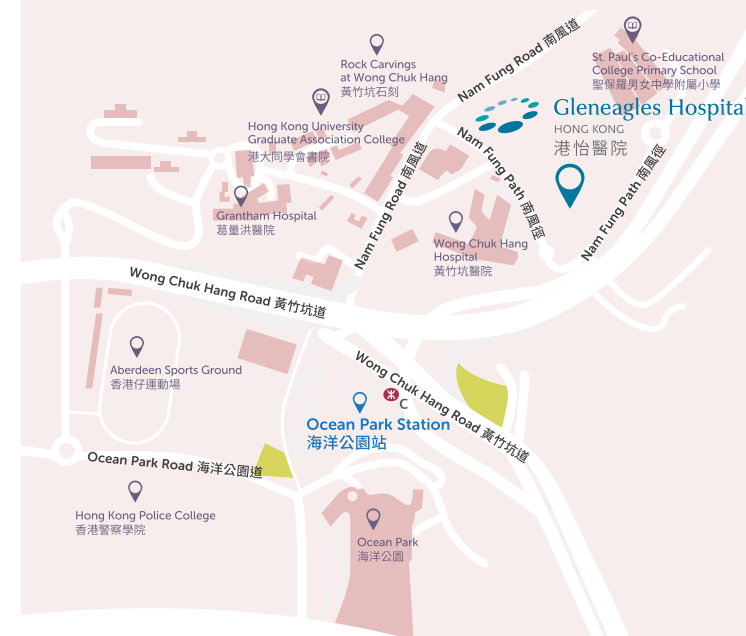 Rock Carvings
at Wong Chuk Hang
黃竹坑石刻
Nam Fung Road 南風道
St. Paul's Co-Educational
College Primary School
聖保羅男女中學附屬小學
Gleneagles Hospital
HONG KONG
港怡醫院
Hong Kong University
Graduate Association College
港大同學會書院
Nam Fung Path 南風徑
Nam Fung Path 南風徑
Nam Fung Road 南風道
Grantham Hospital
葛量洪醫院
Wong Chuk Hang
Hospital
黃竹坑醫院
Wong Chuk Hang Road 黃竹坑道
Aberdeen Sports Ground
香港仔運動場
Wong Chuk Hang Road 黃竹坑道
C
Ocean Park Station
海洋公園站
Ocean Park Road 海洋公園道
Hong Kong Police College
香港警察學院
Ocean Park
海洋公園